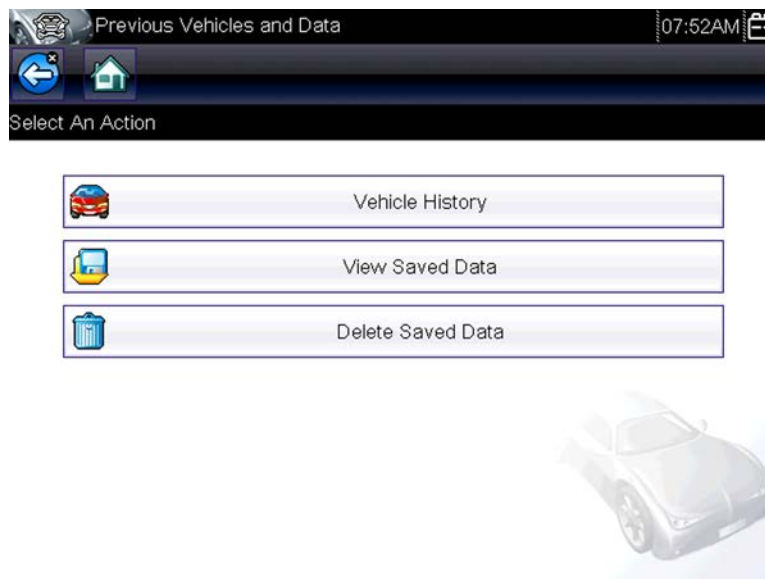 Previous Vehicles and Data 07:52AM
Select An Action
Vehicle History
View Saved Data
Delete Saved Data